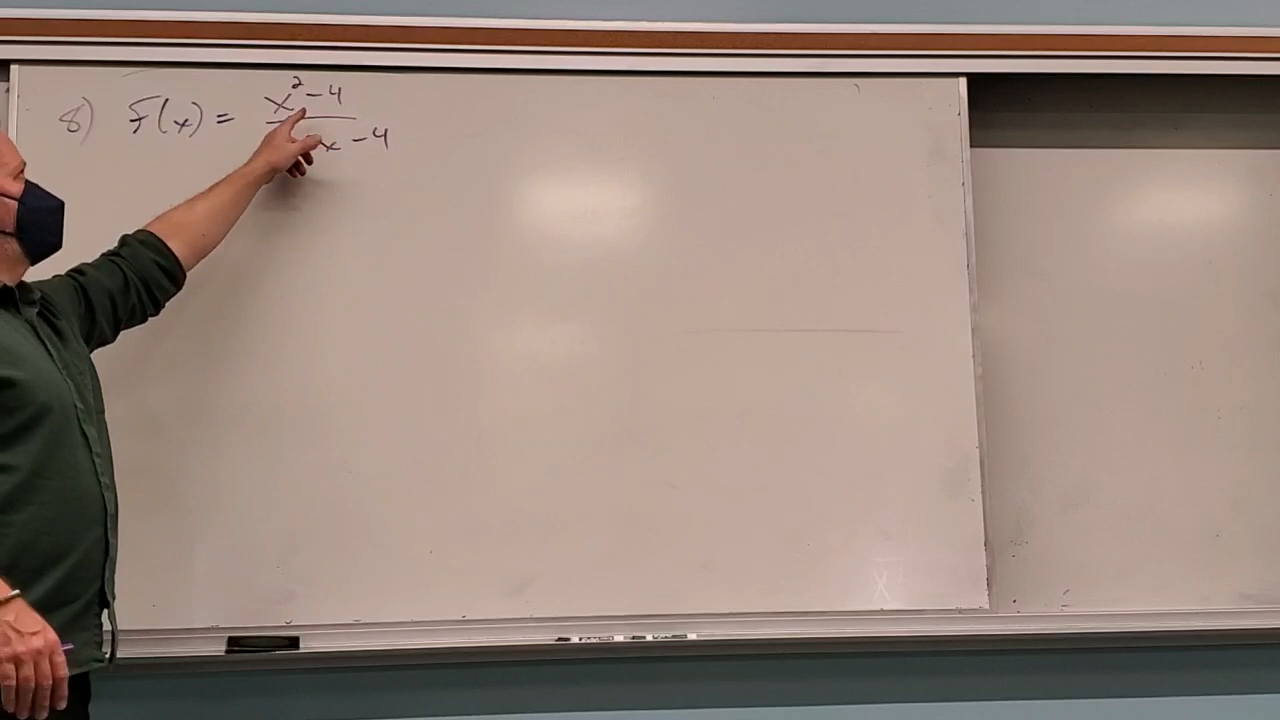 8) F(x) = x² - 4
x - 4